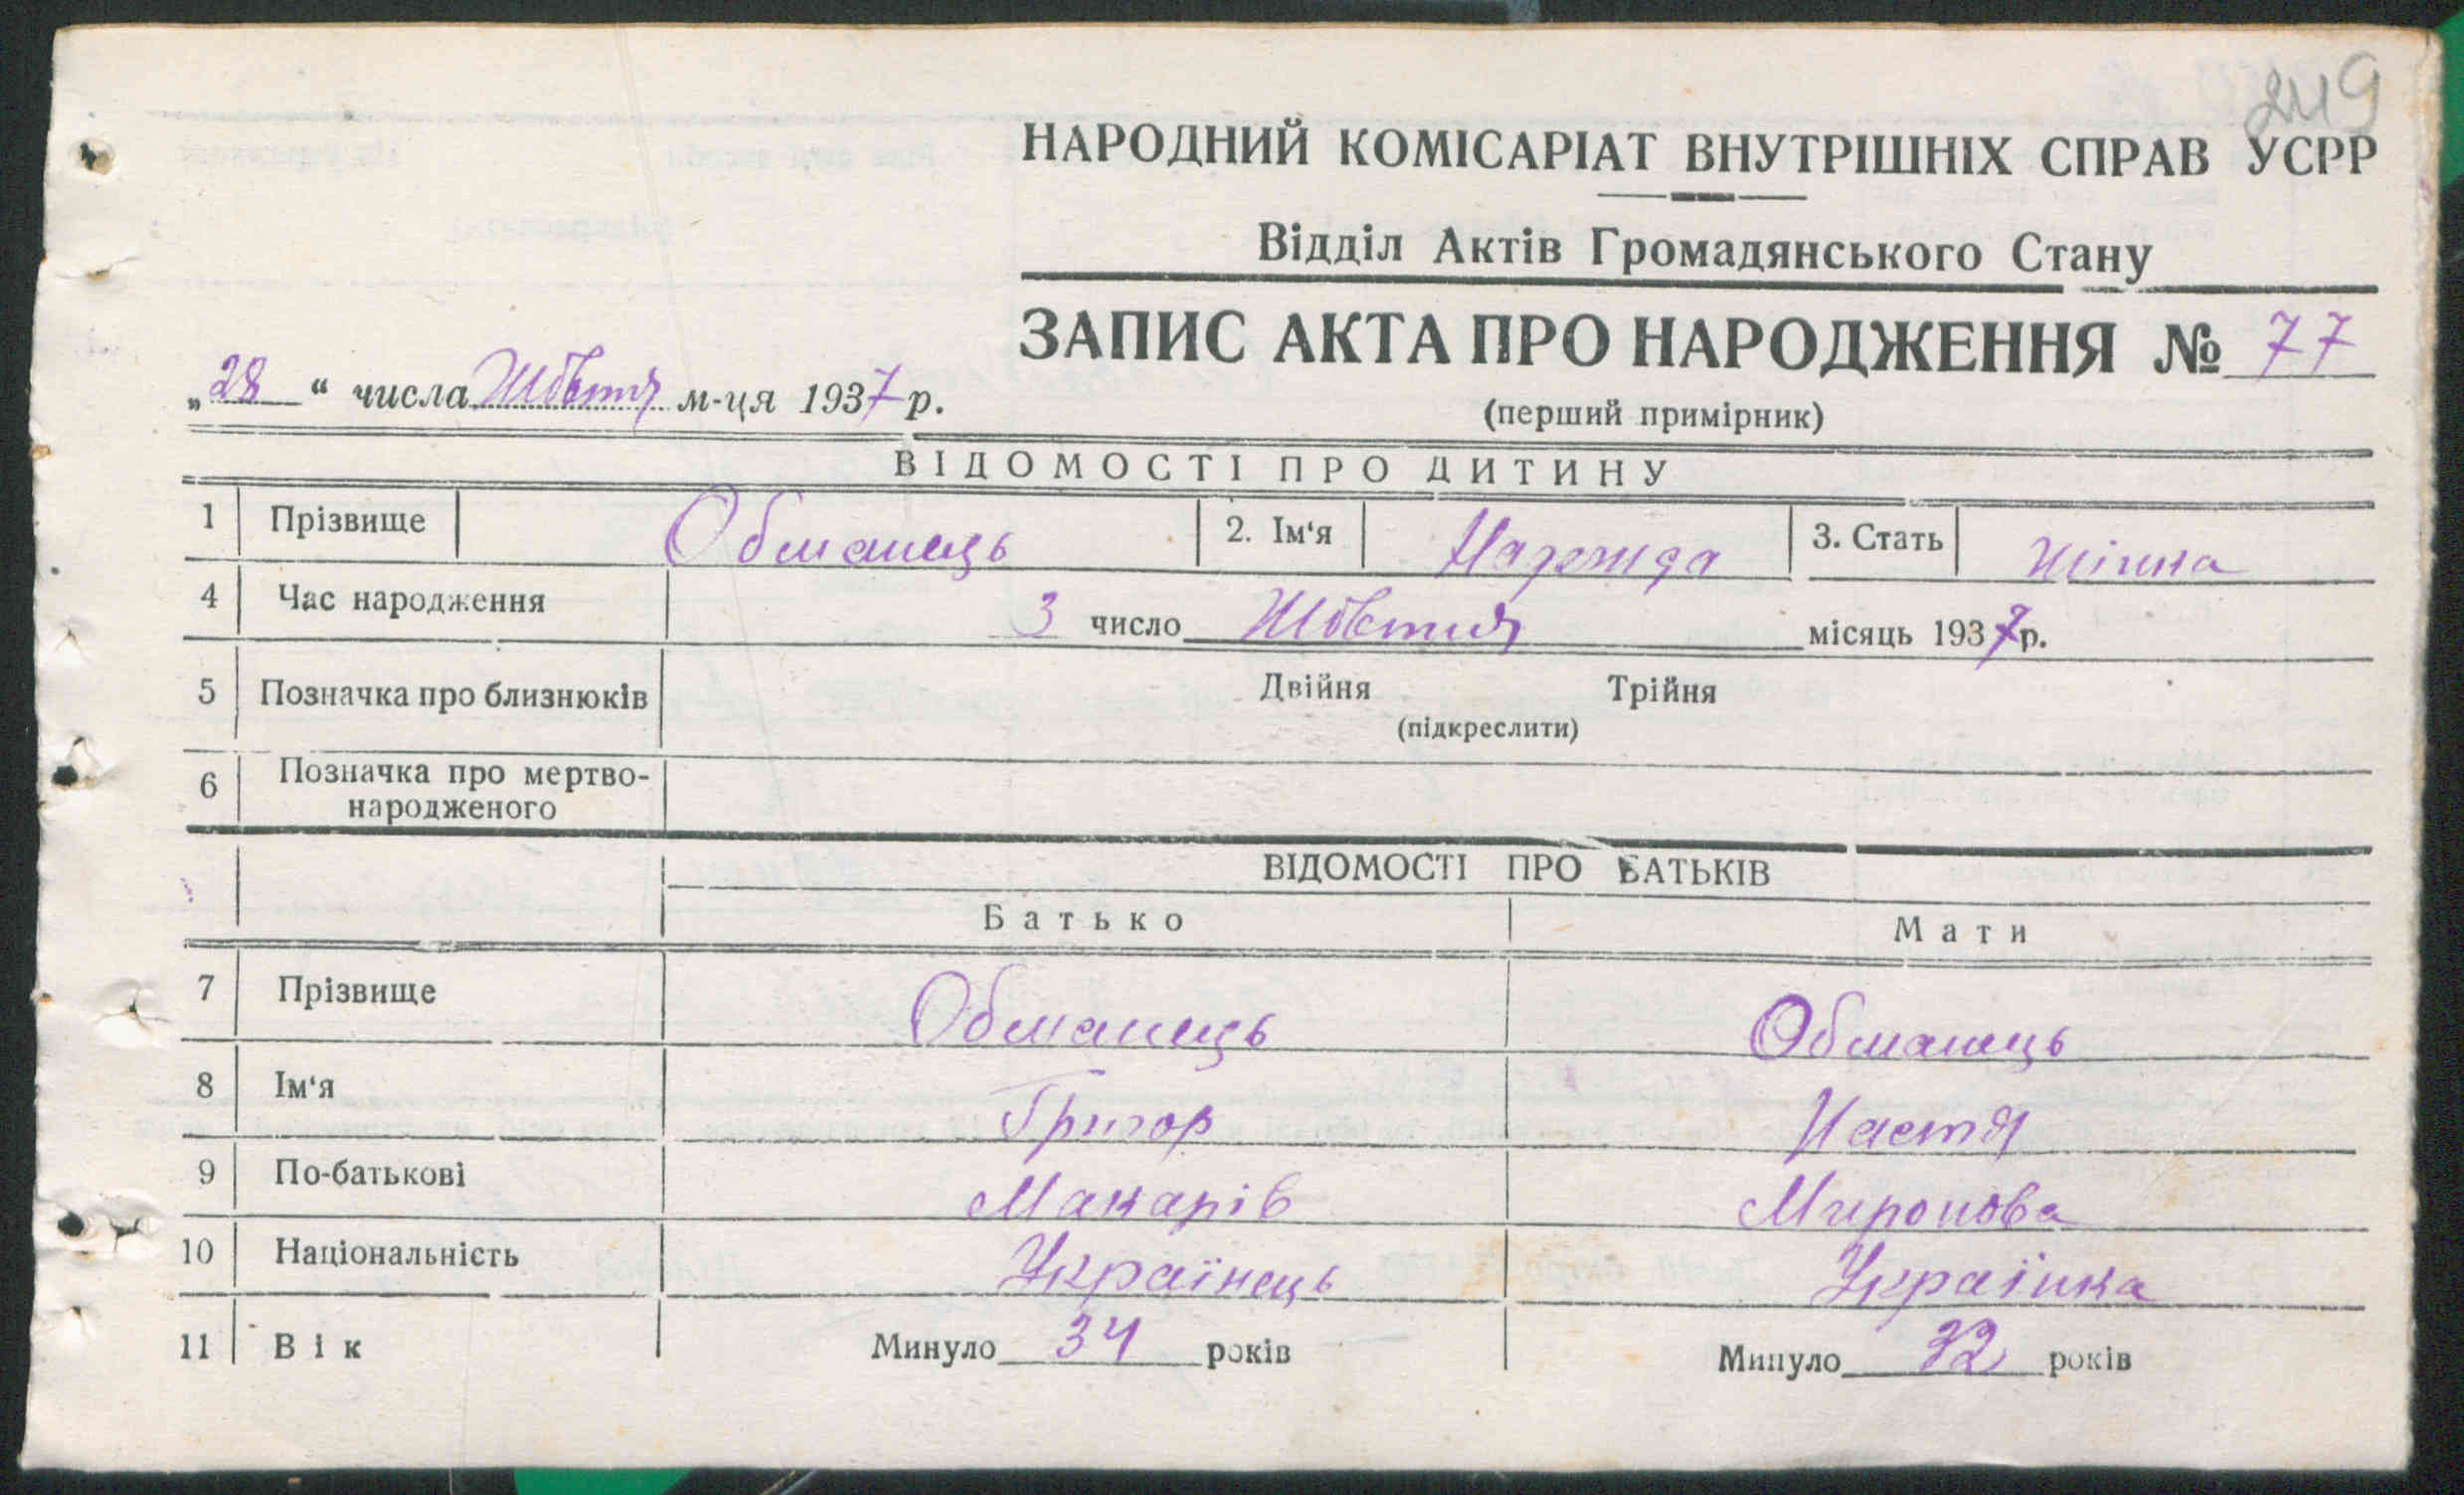 249
НАРОДНИЙ КОМІСАРІАТ ВНУТРІШНІХ СПРАВ УСРР
Відділ Актів Громадянського Стану
ЗАПИС АКТА ПРО НАРОДЖЕННЯ № 77
„28“ числа Жовтня м-ця 1937 р.
(перший примірник)
ВІДОМОСТІ ПРО ДИТИНУ
1 Прізвище Обманець 2. Ім‘я Надежда 3. Стать жінка
4 Час народження 3 число Жовтня місяць 1937 р.
5 Позначка про близнюків Двійня Трійня
(підкреслити)
6 Позначка про мертво-
народженого
ВІДОМОСТІ ПРО БАТЬКІВ
Батько Мати
7 Прізвище Обманець Обманець
8 Ім‘я Григор Настя
9 По-батькові Макарів Миронова
10 Національність Українець Українка
11 Вік Минуло 34 років Минуло 32 років